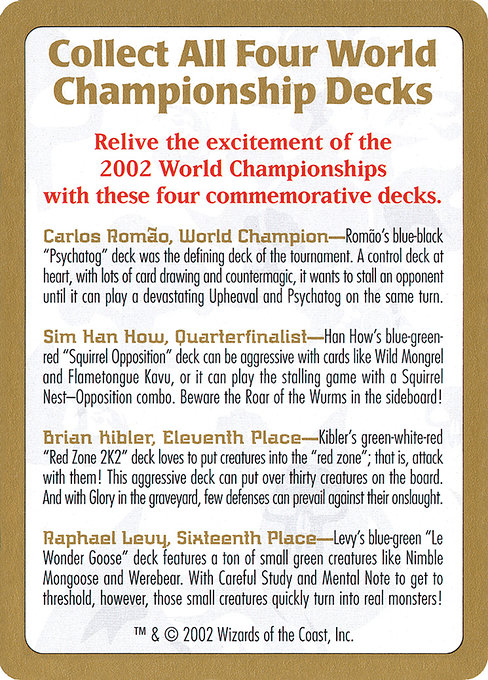 Collect All Four World
Championship Decks
Relive the excitement of the
2002 World Championships
with these four commemorative decks.
Carlos Romão, World Champion—Romão's blue-black
"Psychatog" deck was the defining deck of the tournament. A control deck at
heart, with lots of card drawing and countermagic, it wants to stall an opponent
until it can play a devastating Upheaval and Psychatog on the same turn.
Sim Han How, Quarterfinalist—Han How's blue-green-
red "Squirrel Opposition" deck can be aggressive with cards like Wild Mongrel
and Flametongue Kavu, or it can play the stalling game with a Squirrel
Nest–Opposition combo. Beware the Roar of the Wurms in the sideboard!
Brian Kibler, Eleventh Place—Kibler's green-white-red
"Red Zone 2K2" deck loves to put creatures into the "red zone"; that is, attack
with them! This aggressive deck can put over thirty creatures on the board.
And with Glory in the graveyard, few defenses can prevail against their onslaught.
Raphael Levy, Sixteenth Place—Levy's blue-green "Le
Wonder Goose" deck features a ton of small green creatures like Nimble
Mongoose and Werebear. With Careful Study and Mental Note to get to
threshold, however, those small creatures quickly turn into real monsters!
™ & © 2002 Wizards of the Coast, Inc.